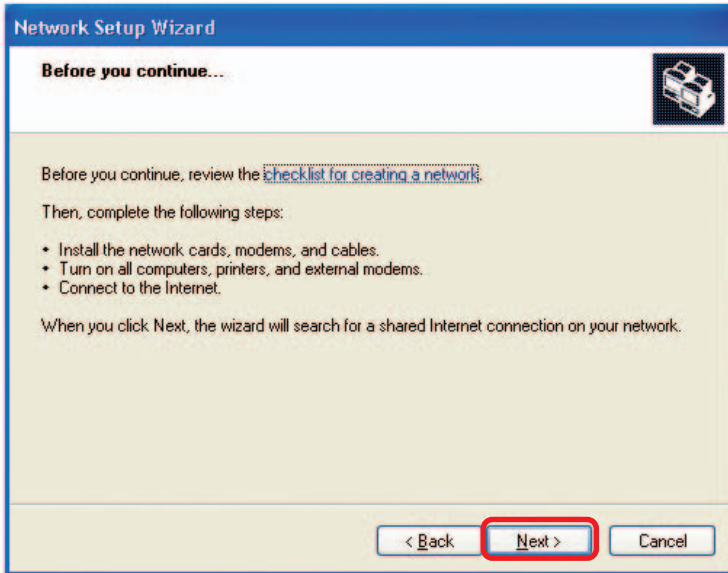 Network Setup Wizard
Before you continue...
Before you continue, review the checklist for creating a network.
Then, complete the following steps:
• Install the network cards, modems, and cables.
• Turn on all computers, printers, and external modems.
• Connect to the Internet.
When you click Next, the wizard will search for a shared Internet connection on your network.
< Back Next > Cancel